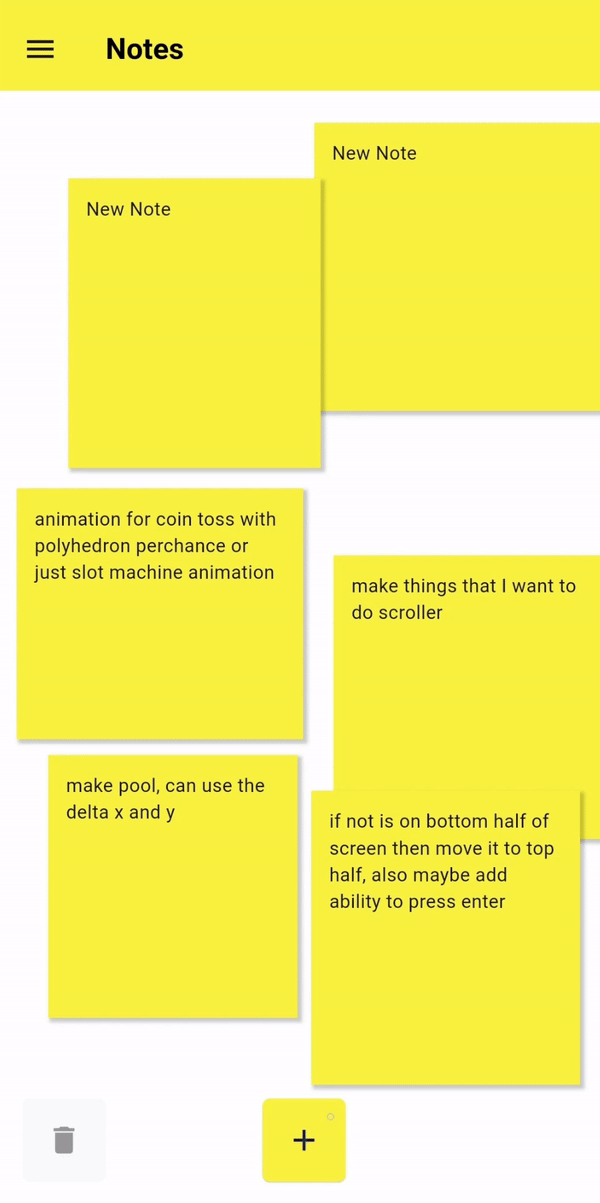 Notes
New Note
New Note
animation for coin toss with
polyhedron perchance or
just slot machine animation
make things that I want to
do scroller
make pool, can use the
delta x and y
if not is on bottom half of
screen then move it to top
half, also maybe add
ability to press enter